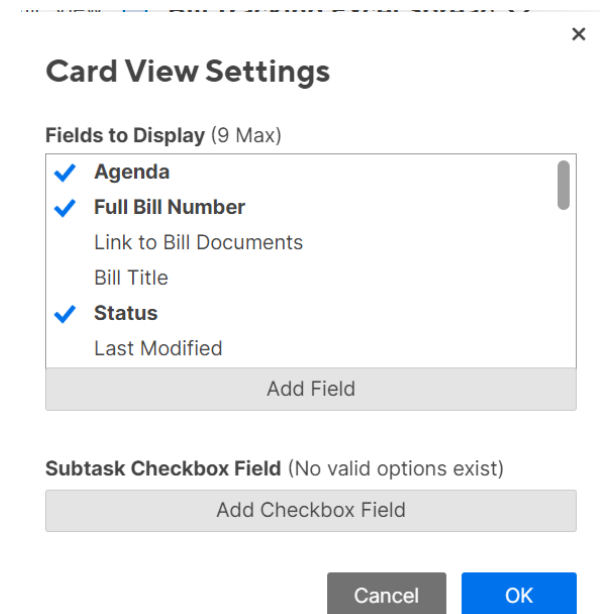 Card View Settings
Fields to Display (9 Max)
Agenda
Full Bill Number
Link to Bill Documents
Bill Title
Status
Last Modified
Add Field
Subtask Checkbox Field (No valid options exist)
Add Checkbox Field
Cancel OK